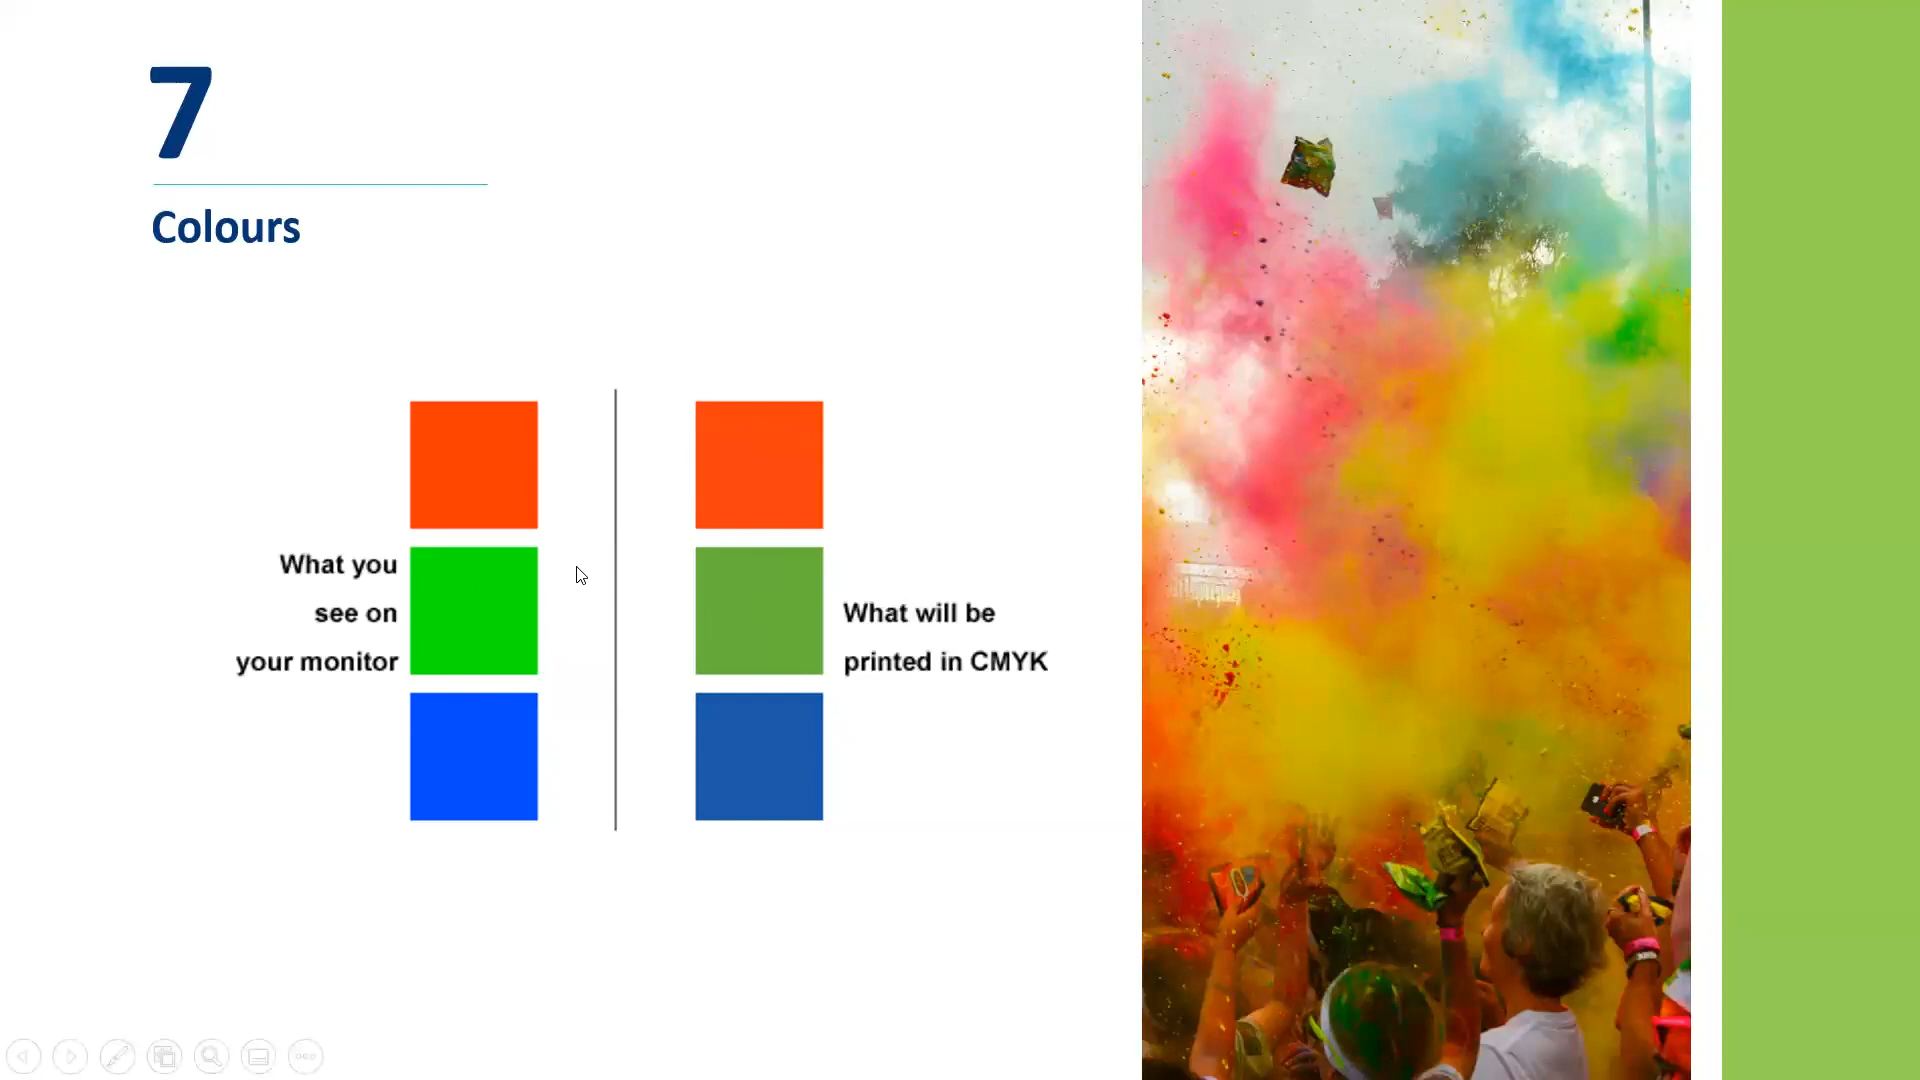 7
Colours
What you
see on
your monitor
What will be
printed in CMYK